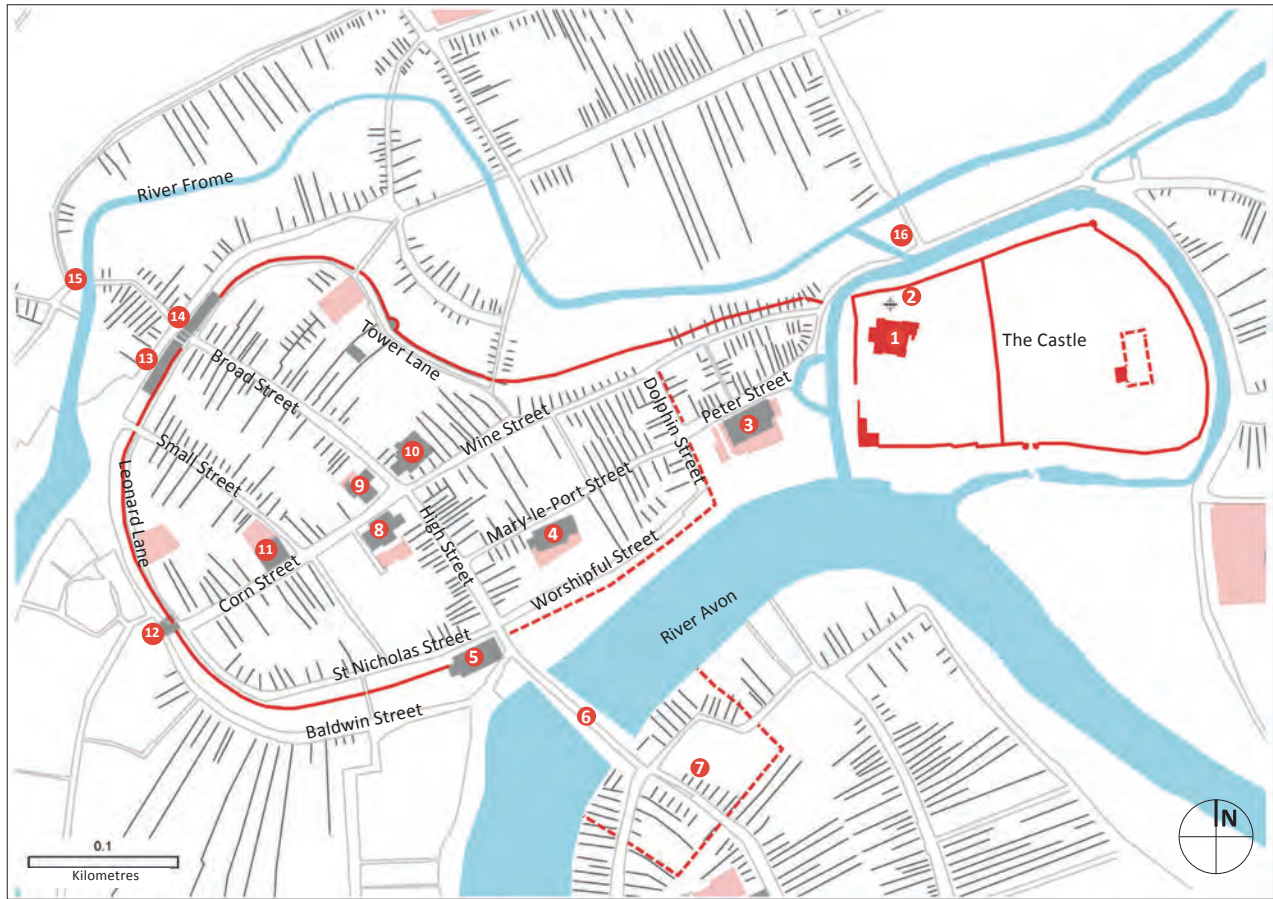 River Frome
16
15
2
14
1
The Castle
13
Tower Lane
Broad Street
Dolphin Street
Peter Street
3
Wine Street
10
Small Street
9
Leonard Lane
High Street
Mary-le-Port Street
8
4
11
Corn Street
Worshipful Street
River Avon
12
St Nicholas Street
5
Baldwin Street
6
7
N
0.1
Kilometres